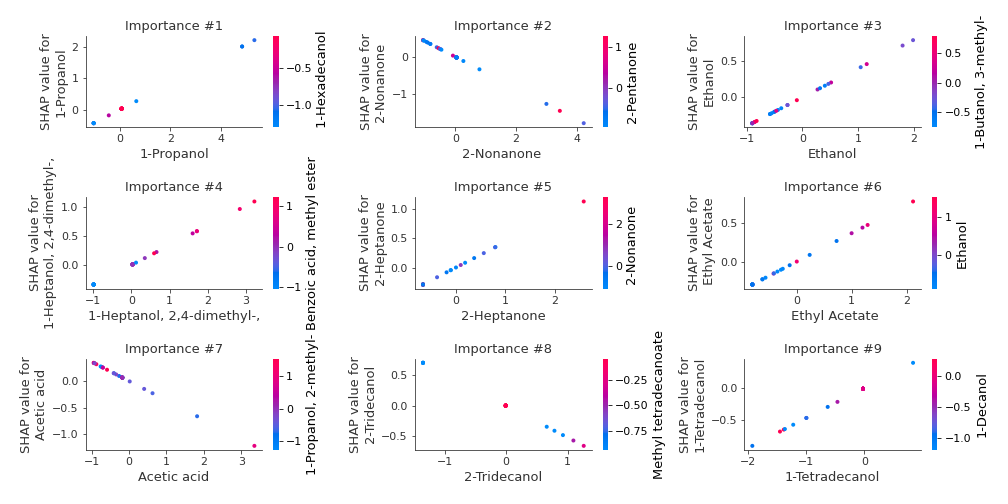 Importance #1
SHAP value for
1-Propanol
2
1
0
0
2
4
1-Propanol
−0.5
−1.0
1-Hexadecanol
Importance #2
SHAP value for
2-Nonanone
0
−1
0
2
4
2-Nonanone
1
0
2-Pentanone
Importance #3
SHAP value for
Ethanol
0.5
0.0
−1
0
1
2
Ethanol
0.5
0.0
−0.5
1-Butanol, 3-methyl-
Importance #4
SHAP value for
1-Heptanol, 2,4-dimethyl-,
1.0
0.5
0.0
−1
0
1
2
3
1-Heptanol, 2,4-dimethyl-,
1
0
−1
Benzoic acid, methyl ester
Importance #5
SHAP value for
2-Heptanone
1.0
0.5
0.0
0
1
2
2-Heptanone
2
0
2-Nonanone
Importance #6
SHAP value for
Ethyl Acetate
0.5
0.0
0
1
2
Ethyl Acetate
1
0
Ethanol
Importance #7
SHAP value for
Acetic acid
0.0
−0.5
−1.0
−1
0
1
2
3
Acetic acid
1
0
−1
1-Propanol, 2-methyl-
Importance #8
SHAP value for
2-Tridecanol
0.5
0.0
−0.5
−1
0
1
2-Tridecanol
−0.25
−0.50
−0.75
Methyl tetradecanoate
Importance #9
SHAP value for
1-Tetradecanol
0.0
−0.5
−2
−1
0
1-Tetradecanol
0.0
−0.5
−1.0
1-Decanol